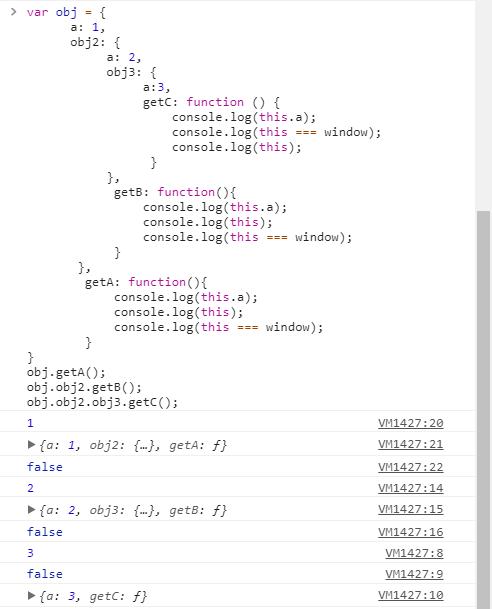 > var obj = {
a: 1,
obj2: {
a: 2,
obj3: {
a:3,
getC: function () {
console.log(this.a);
console.log(this === window);
console.log(this);
}
},
getB: function(){
console.log(this.a);
console.log(this);
console.log(this === window);
}
},
getA: function(){
console.log(this.a);
console.log(this);
console.log(this === window);
}
}
obj.getA();
obj.obj2.getB();
obj.obj2.obj3.getC();
1 VM1427:20
▶{a: 1, obj2: {…}, getA: ƒ} VM1427:21
false VM1427:22
2 VM1427:14
▶{a: 2, obj3: {…}, getB: ƒ} VM1427:15
false VM1427:16
3 VM1427:8
false VM1427:9
▶{a: 3, getC: ƒ} VM1427:10